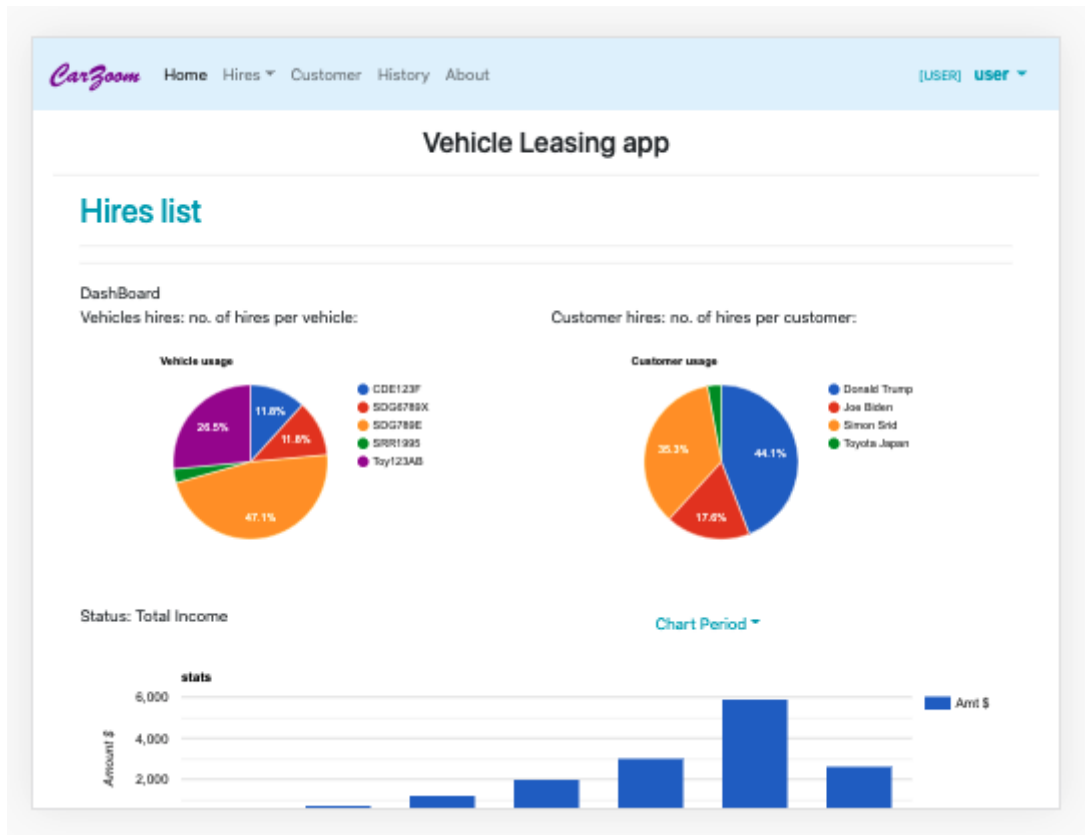 CarZoom Home Hires Customer History About [USER] user
Vehicle Leasing app
Hires list
DashBoard
Vehicles hires: no. of hires per vehicle:
Customer hires: no. of hires per customer:
Vehicle usage
11.8%
11.8%
47.1%
26.5%
CDE123F
SDG6789X
SDG789E
SRR1995
Toy123AB
Customer usage
44.1%
17.6%
35.3%
Donald Trump
Joe Biden
Simon Srid
Toyota Japan
Status: Total Income
Chart Period
stats
6,000
4,000
2,000
Amount $
Amt $